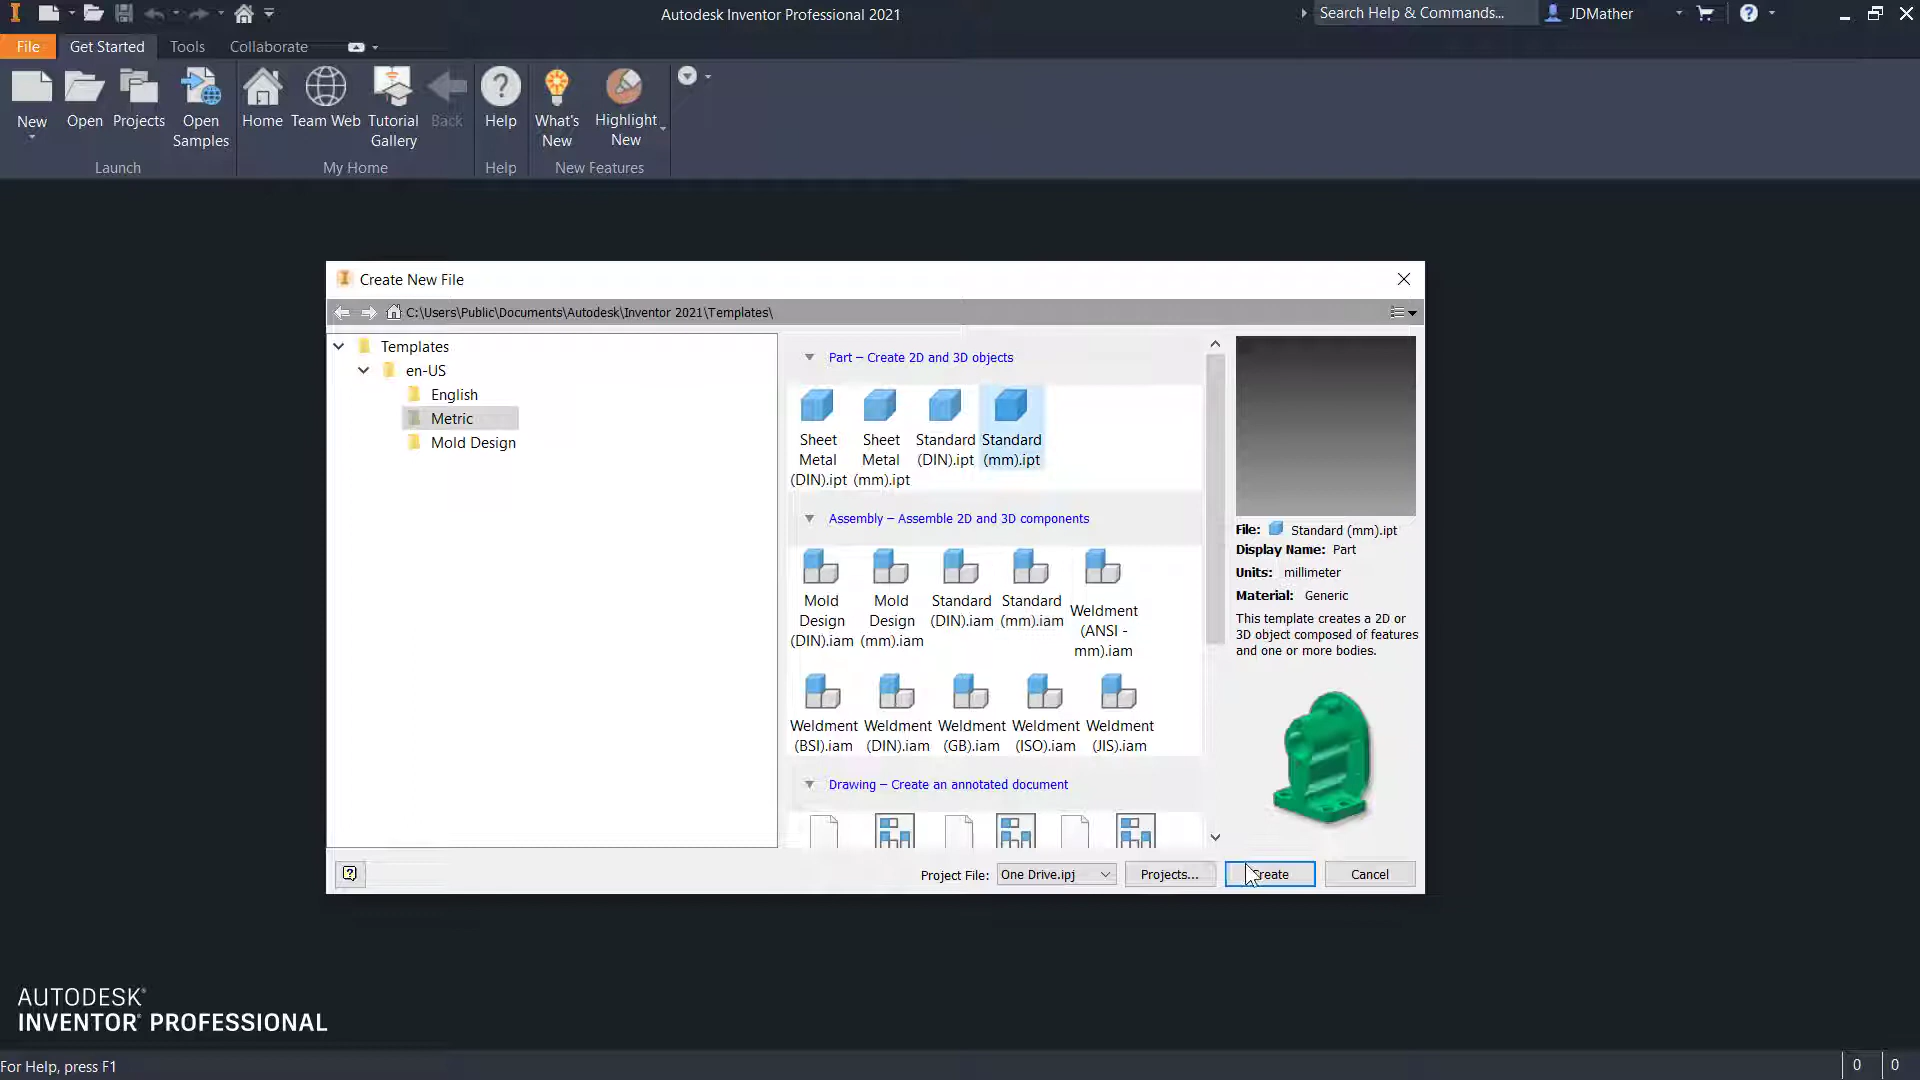 Autodesk Inventor Professional 2021
Search Help & Commands...
JDMather
File
Get Started
Tools
Collaborate
New
Open
Projects
Open
Samples
Home
Team Web
Tutorial
Gallery
Back
Help
What's
New
Highlight
New
Launch
My Home
Help
New Features
Create New File
C:\Users\Public\Documents\Autodesk\Inventor 2021\Templates\
Templates
en-US
English
Metric
Mold Design
Part – Create 2D and 3D objects
Sheet
Metal
(DIN).ipt
Sheet
Metal
(mm).ipt
Standard
(DIN).ipt
Standard
(mm).ipt
Assembly – Assemble 2D and 3D components
Mold
Design
(DIN).iam
Mold
Design
(mm).iam
Standard
(DIN).iam
Standard
(mm).iam
Weldment
(ANSI -
mm).iam
Weldment
(BSI).iam
Weldment
(DIN).iam
Weldment
(GB).iam
Weldment
(ISO).iam
Weldment
(JIS).iam
Drawing – Create an annotated document
File: Standard (mm).ipt
Display Name: Part
Units: millimeter
Material: Generic
This template creates a 2D or
3D object composed of features
and one or more bodies.
Project File:
One Drive.ipj
Projects...
Create
Cancel
AUTODESK®
INVENTOR® PROFESSIONAL
For Help, press F1
0
0